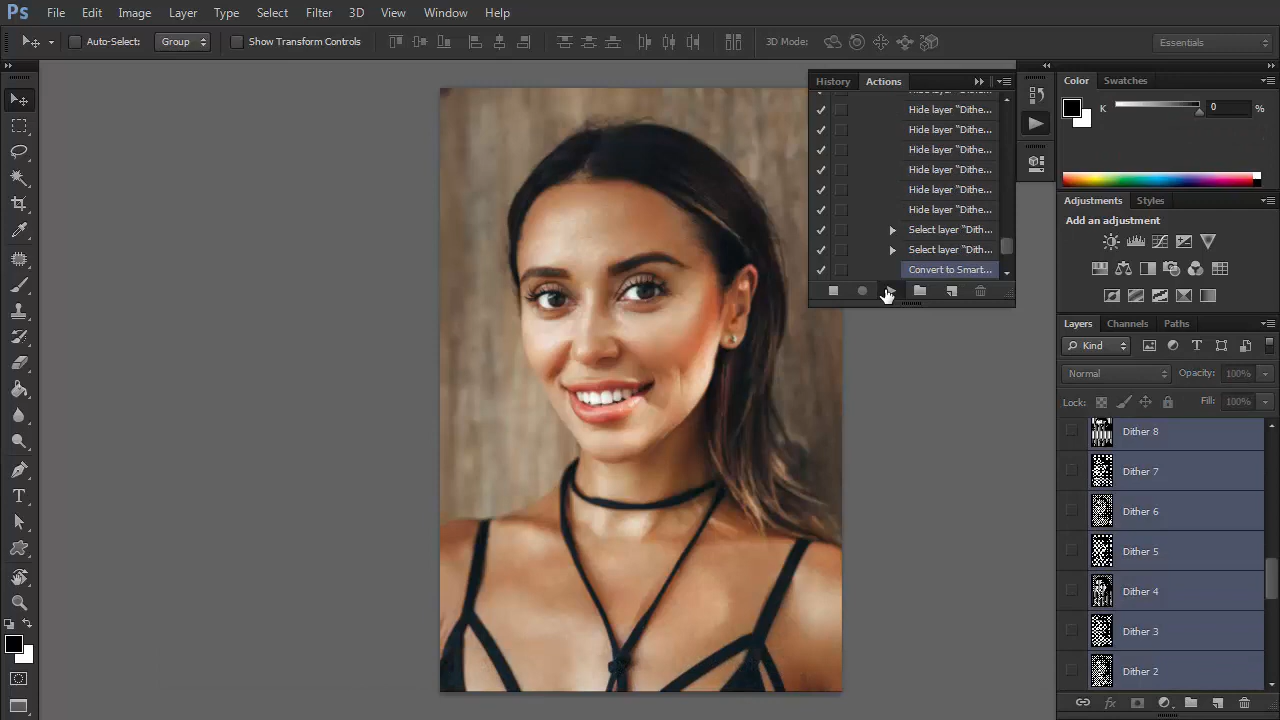 Ps File Edit Image Layer Type Select Filter 3D View Window Help
Auto-Select: Group Show Transform Controls 3D Mode: Essentials
History Actions
Hide layer "Dithe...
Hide layer "Dithe...
Hide layer "Dithe...
Hide layer "Dithe...
Hide layer "Dithe...
Hide layer "Dithe...
Select layer "Dith...
Select layer "Dith...
Convert to Smart...
Color Swatches
K 0 %
Adjustments Styles
Add an adjustment
Layers Channels Paths
Kind
Normal Opacity: 100%
Lock: Fill: 100%
Dither 8
Dither 7
Dither 6
Dither 5
Dither 4
Dither 3
Dither 2